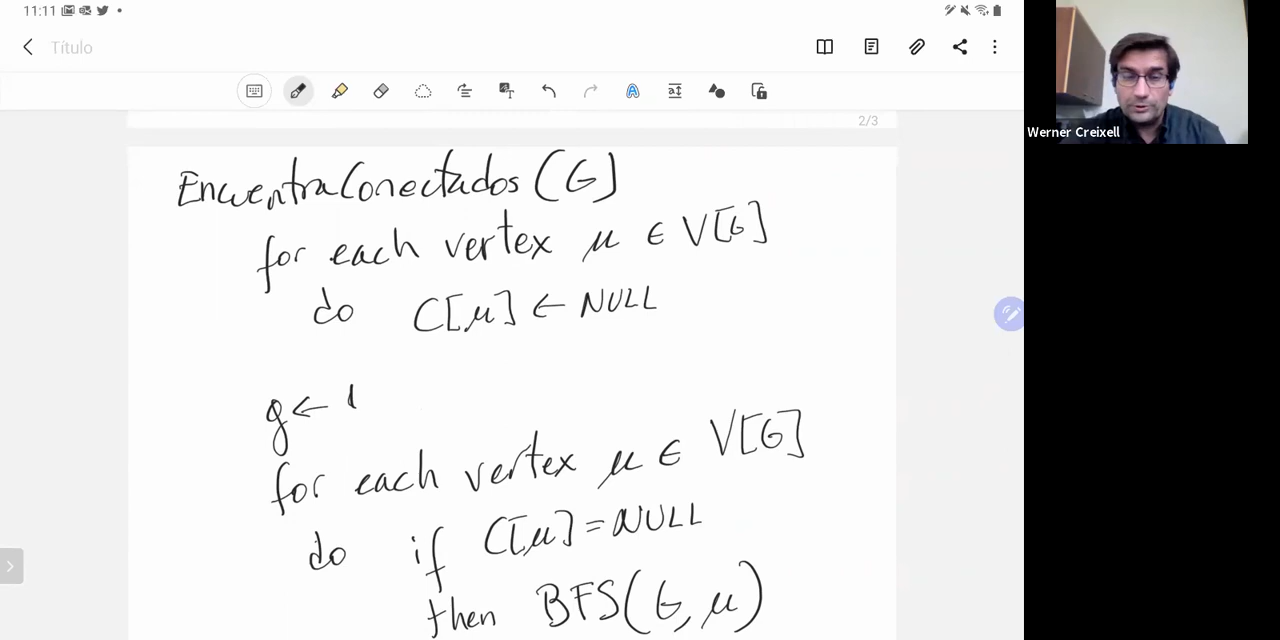 11:11
Título
2/3
Werner Creixell
EncuentraConectados(G)
for each vertex μ ∈ V[G]
do C[μ] ← NULL
g ← 1
for each vertex μ ∈ V[G]
do if C[μ] = NULL
then BFS(G, μ)